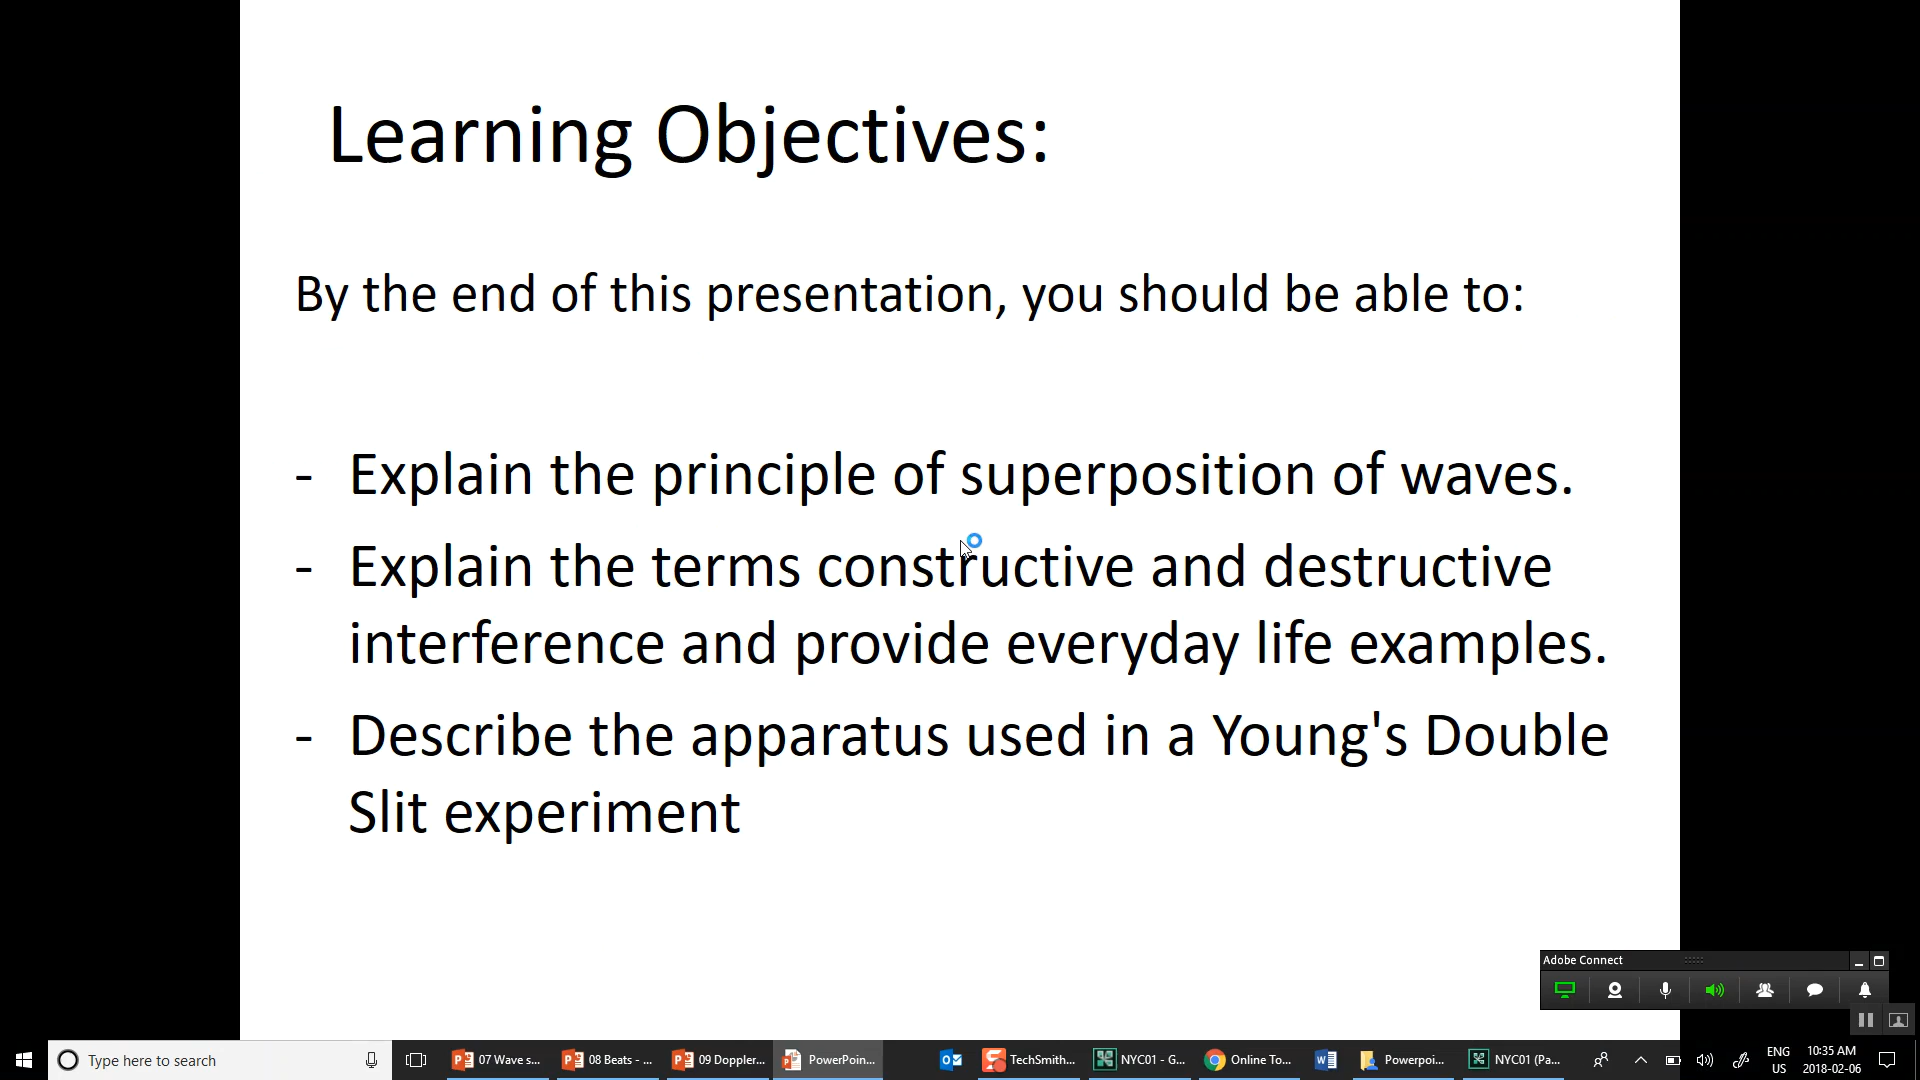 Learning Objectives:
By the end of this presentation, you should be able to:
- Explain the principle of superposition of waves.
- Explain the terms constructive and destructive
interference and provide everyday life examples.
- Describe the apparatus used in a Young's Double
Slit experiment
Adobe Connect
Type here to search
07 Wave s...
08 Beats - ...
09 Doppler...
PowerPoin...
TechSmith...
NYC01 - G...
Online To...
Powerpoi...
NYC01 (Pa...
ENG
US
10:35 AM
2018-02-06